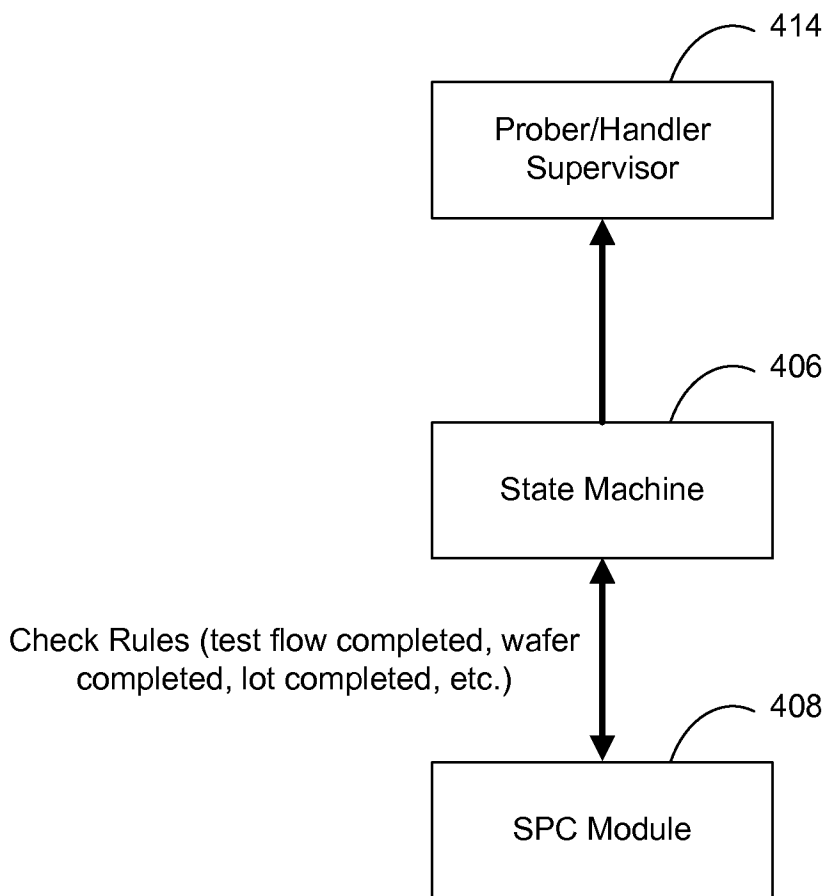 414
Prober/Handler
Supervisor
406
State Machine
Check Rules (test flow completed, wafer
completed, lot completed, etc.)
408
SPC Module